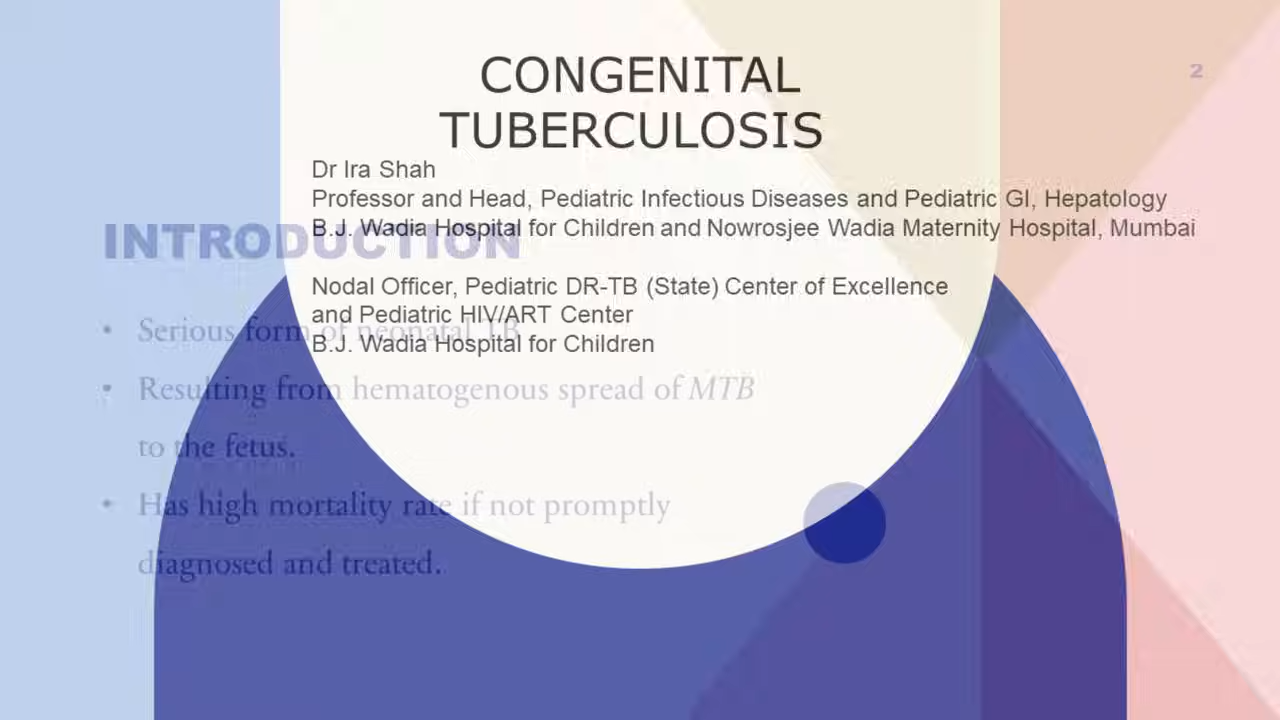 CONGENITAL
TUBERCULOSIS
2
Dr Ira Shah
Professor and Head, Pediatric Infectious Diseases and Pediatric GI, Hepatology
B.J. Wadia Hospital for Children and Nowrosjee Wadia Maternity Hospital, Mumbai
Nodal Officer, Pediatric DR-TB (State) Center of Excellence
and Pediatric HIV/ART Center
B.J. Wadia Hospital for Children
INTRODUCTION
• Serious form of neonatal TB
• Resulting from hematogenous spread of MTB
to the fetus.
• Has high mortality rate if not promptly
diagnosed and treated.